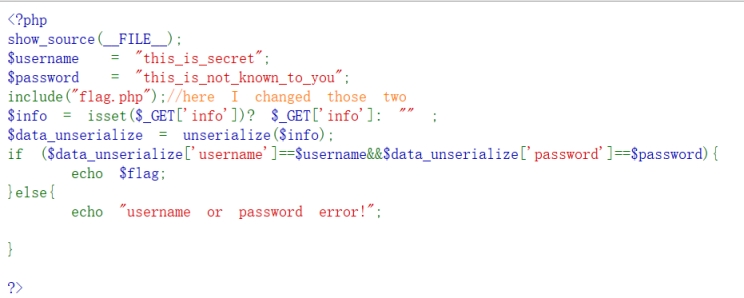 <?php
show_source(__FILE__);
$username = "this_is_secret";
$password = "this_is_not_known_to_you";
include("flag.php");//here I changed those two
$info = isset($_GET['info'])? $_GET['info']: "" ;
$data_unserialize = unserialize($info);
if ($data_unserialize['username']==$username&&$data_unserialize['password']==$password){
echo $flag;
}else{
echo "username or password error!";
}
?>